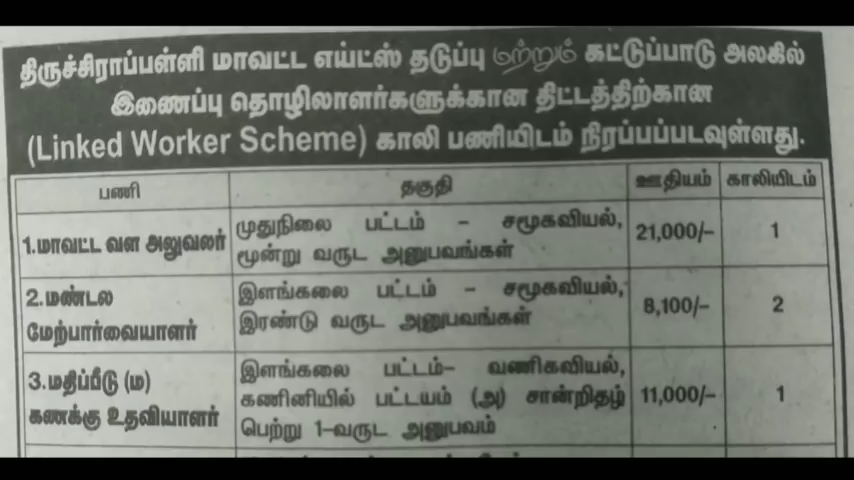 திருச்சிராப்பள்ளி மாவட்ட எய்ட்ஸ் தடுப்பு மற்றும் கட்டுப்பாடு அலகில்
இணைப்பு தொழிலாளர்களுக்கான திட்டத்திற்கான
(Linked Worker Scheme) காலி பணியிடம் நிரப்பப்படவுள்ளது.
பணி தகுதி ஊதியம் காலியிடம்
1.மாவட்ட வள அலுவலர் முதுநிலை பட்டம் – சமூகவியல், 21,000/– 1
மூன்று வருட அனுபவங்கள்
2.மண்டல இளங்கலை பட்டம் – சமூகவியல், 8,100/– 2
மேற்பார்வையாளர் இரண்டு வருட அனுபவங்கள்
3.மதிப்பீடு (ம) இளங்கலை பட்டம்– வணிகவியல், 11,000/– 1
கணக்கு உதவியாளர் கணினியில் பட்டயம் (அ) சான்றிதழ்
பெற்று 1–வருட அனுபவம்